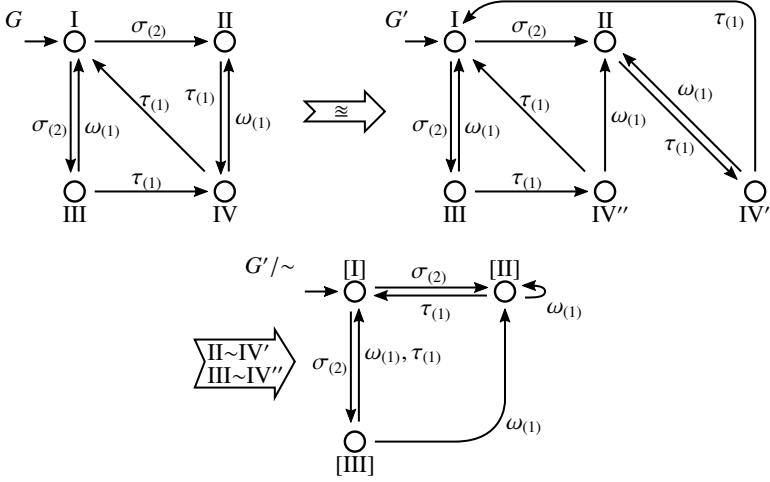 G I σ(2) II
σ(2) ω(1) τ(1) τ(1) ω(1)
III τ(1) IV
≊
G′ I σ(2) II τ(1)
σ(2) ω(1) τ(1) ω(1) ω(1) τ(1)
III τ(1) IV′′ IV′
II~IV′
III~IV′′
G′/~ [I] σ(2) [II]
τ(1) ω(1)
σ(2) ω(1), τ(1)
ω(1)
[III]